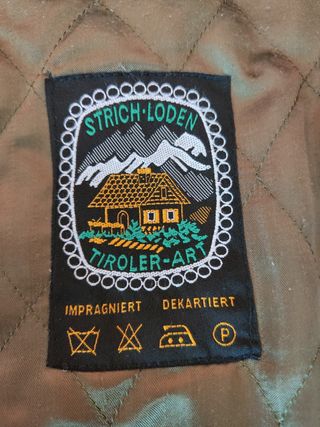 STRICH·LODEN
TIROLER-ART
IMPRAGNIERT DEKARTIERT
P